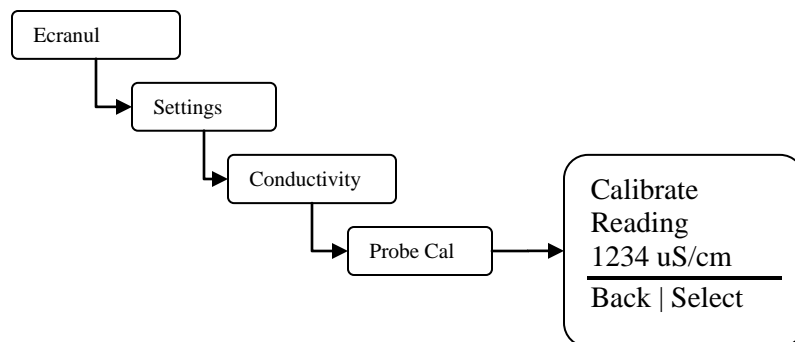 Ecranul
Settings
Conductivity
Probe Cal
Calibrate
Reading
1234 uS/cm
Back | Select